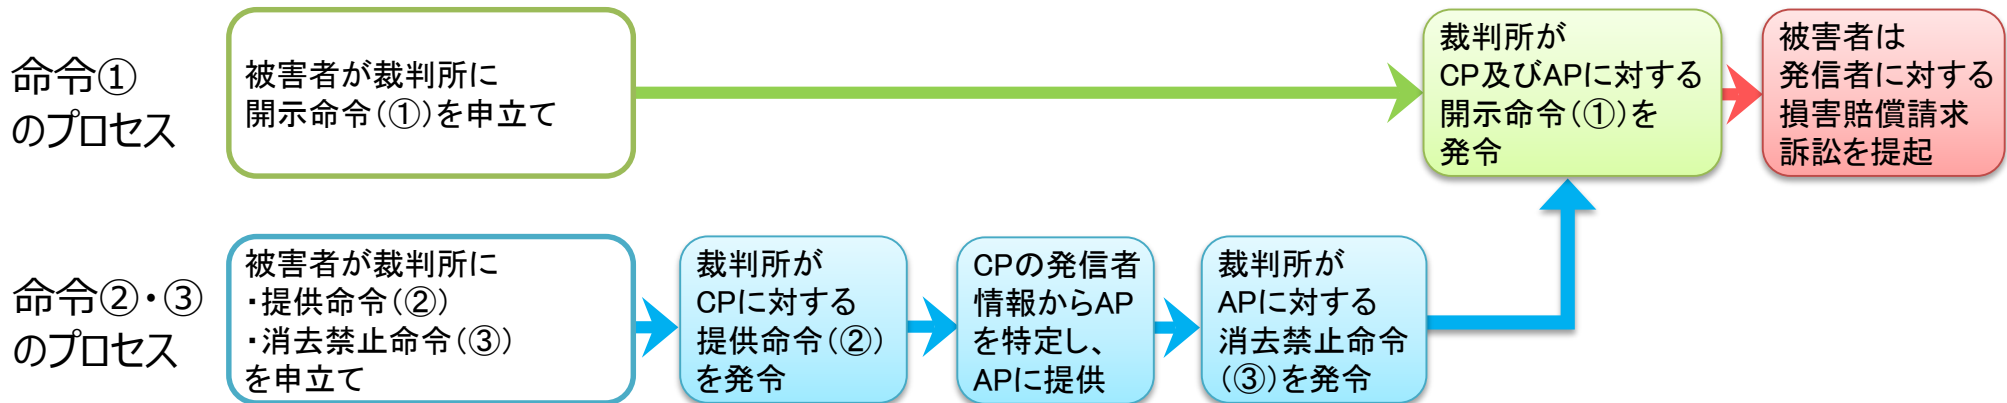 命令①
のプロセス
被害者が裁判所に
開示命令(①)を申立て
裁判所が
CP及びAPに対する
開示命令(①)を
発令
被害者は
発信者に対する
損害賠償請求
訴訟を提起
命令②・③
のプロセス
被害者が裁判所に
・提供命令(②)
・消去禁止命令(③)
を申立て
裁判所が
CPに対する
提供命令(②)
を発令
CPの発信者
情報からAP
を特定し、
APに提供
裁判所が
APに対する
消去禁止命令
(③)を発令